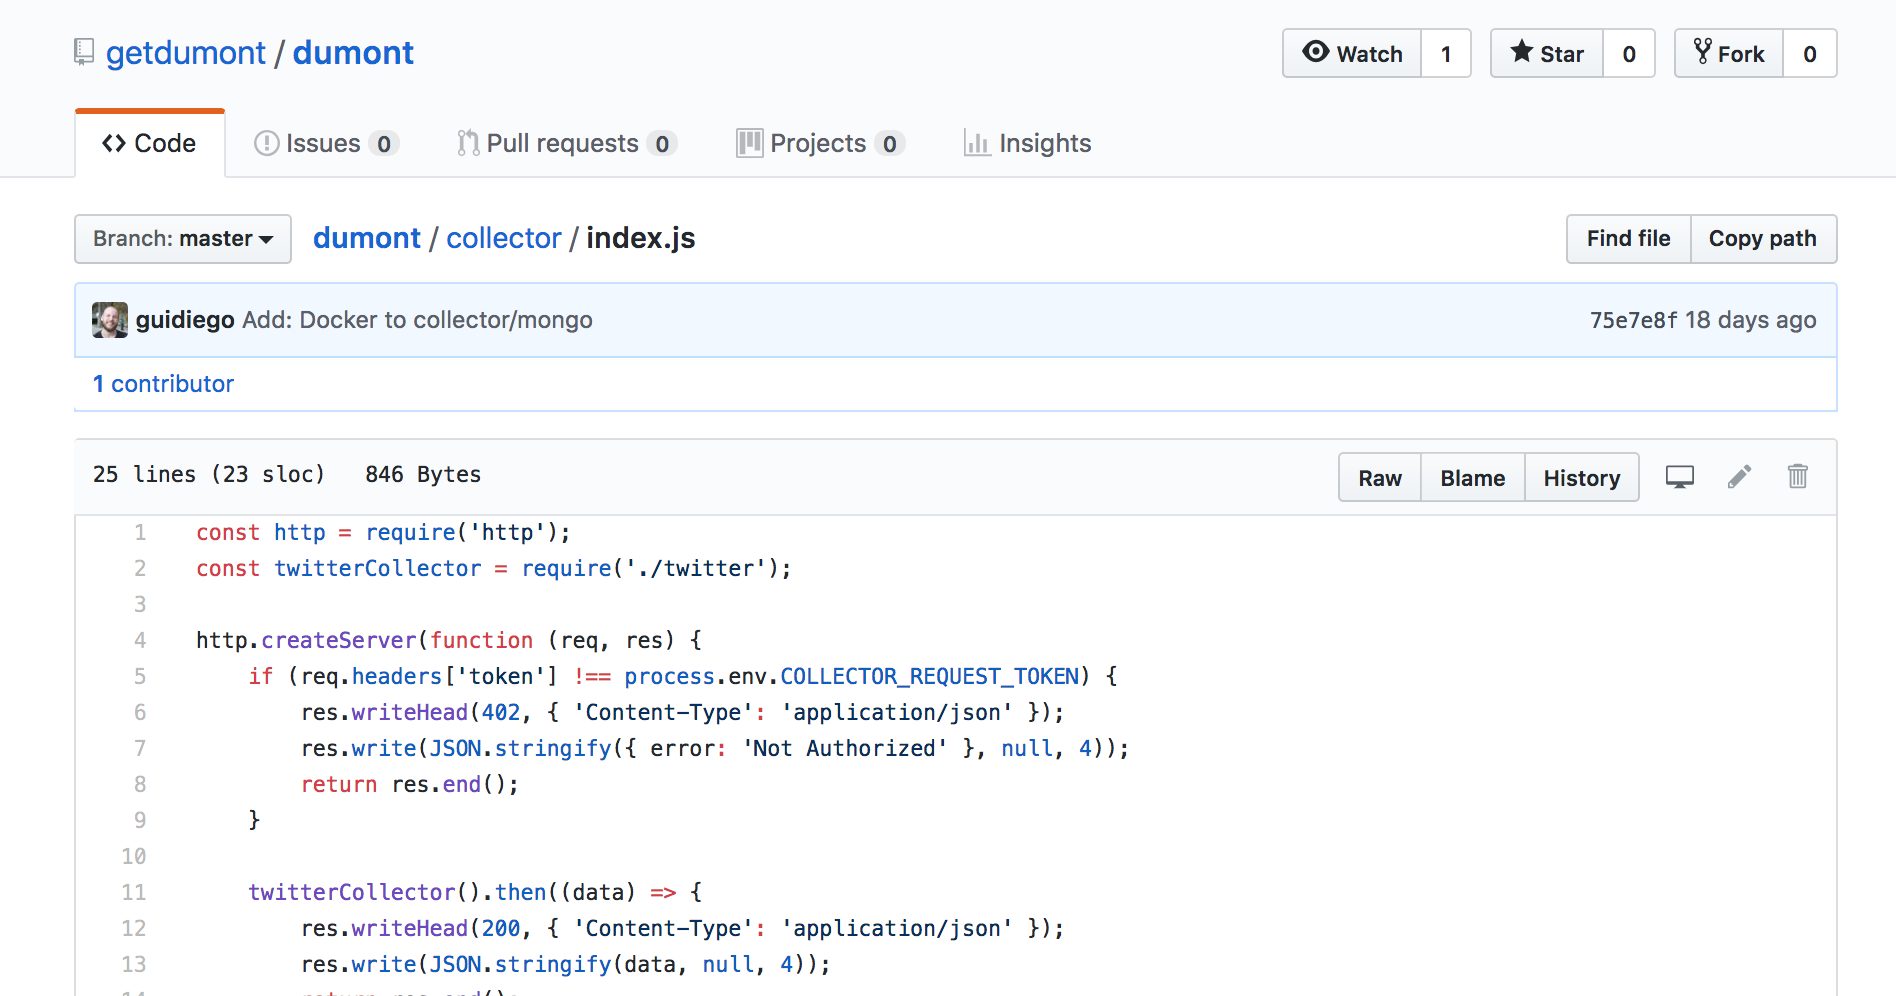 getdumont / dumont
Watch 1 Star 0 Fork 0
Code Issues 0 Pull requests 0 Projects 0 Insights
Branch: master dumont / collector / index.js Find file Copy path
guidiego Add: Docker to collector/mongo 75e7e8f 18 days ago
1 contributor
25 lines (23 sloc) 846 Bytes Raw Blame History
1 const http = require('http');
2 const twitterCollector = require('./twitter');
3
4 http.createServer(function (req, res) {
5 if (req.headers['token'] !== process.env.COLLECTOR_REQUEST_TOKEN) {
6 res.writeHead(402, { 'Content-Type': 'application/json' });
7 res.write(JSON.stringify({ error: 'Not Authorized' }, null, 4));
8 return res.end();
9 }
10
11 twitterCollector().then((data) => {
12 res.writeHead(200, { 'Content-Type': 'application/json' });
13 res.write(JSON.stringify(data, null, 4));
14 return res.end();